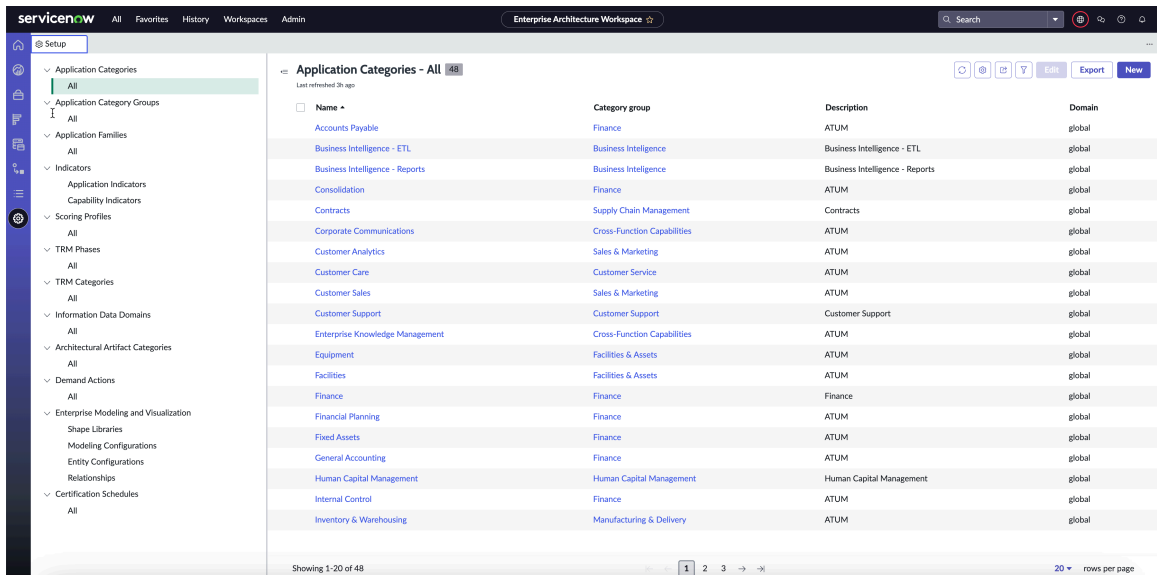 servicenow All Favorites History Workspaces Admin Enterprise Architecture Workspace Search
Setup
Application Categories
All
Application Category Groups
All
Application Families
All
Indicators
Application Indicators
Capability Indicators
Scoring Profiles
All
TRM Phases
All
TRM Categories
All
Information Data Domains
All
Architectural Artifact Categories
All
Demand Actions
All
Enterprise Modeling and Visualization
Shape Libraries
Modeling Configurations
Entity Configurations
Relationships
Certification Schedules
All
Application Categories - All 48
Last refreshed 3h ago
Edit Export New
Name Category group Description Domain
Accounts Payable Finance ATUM global
Business Intelligence - ETL Business Inteligence Business Intelligence - ETL global
Business Intelligence - Reports Business Inteligence Business Intelligence - Reports global
Consolidation Finance ATUM global
Contracts Supply Chain Management Contracts global
Corporate Communications Cross-Function Capabilities ATUM global
Customer Analytics Sales & Marketing ATUM global
Customer Care Customer Service ATUM global
Customer Sales Sales & Marketing ATUM global
Customer Support Customer Support Customer Support global
Enterprise Knowledge Management Cross-Function Capabilities ATUM global
Equipment Facilities & Assets ATUM global
Facilities Facilities & Assets ATUM global
Finance Finance Finance global
Financial Planning Finance ATUM global
Fixed Assets Finance ATUM global
General Accounting Finance ATUM global
Human Capital Management Human Capital Management Human Capital Management global
Internal Control Finance ATUM global
Inventory & Warehousing Manufacturing & Delivery ATUM global
Showing 1-20 of 48 1 2 3 20 rows per page